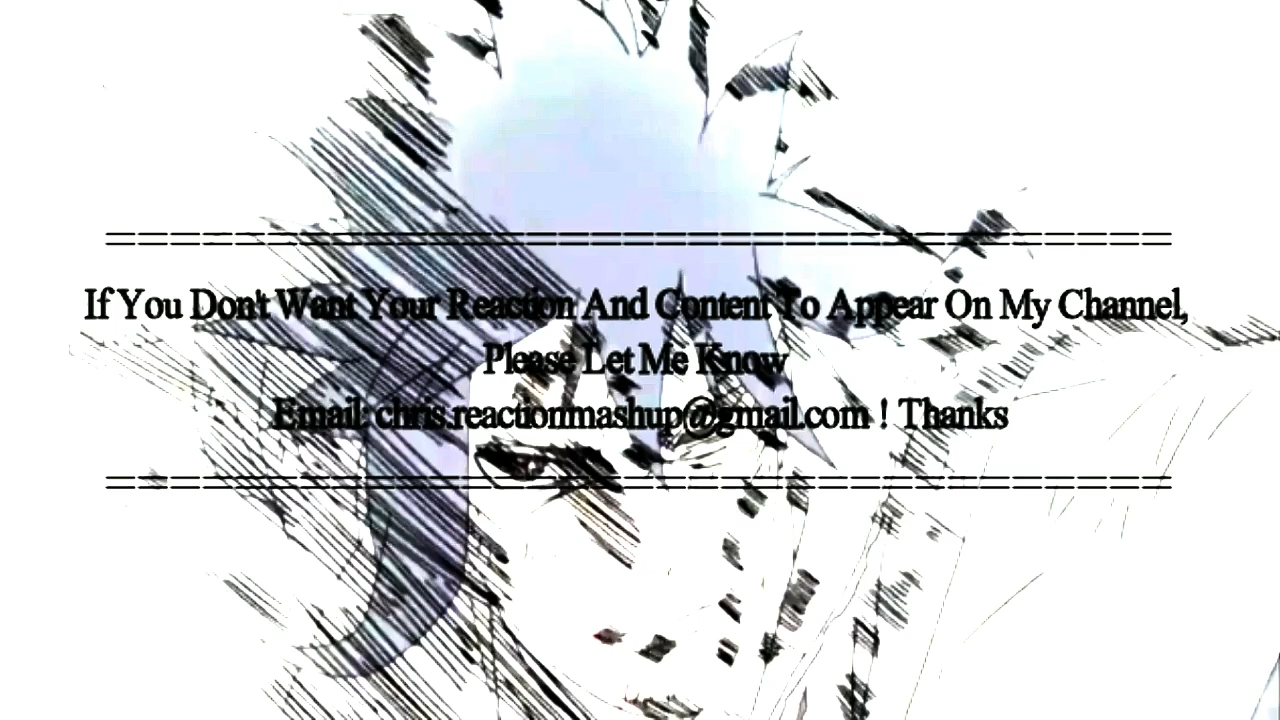 ==================================
If You Don't Want Your Reaction And Content To Appear On My Channel,
Please Let Me Know
Email: chris.reactionmashup@gmail.com ! Thanks
==================================